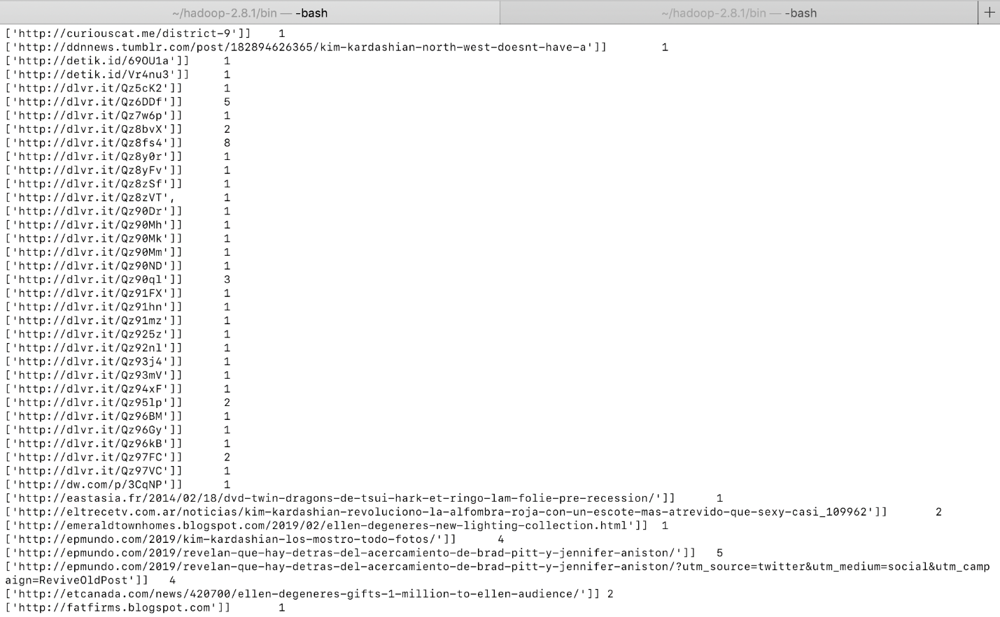 ~/hadoop-2.8.1/bin — -bash
~/hadoop-2.8.1/bin — -bash
+
['http://curiouscat.me/district-9']] 1
['http://ddnnews.tumblr.com/post/182894626365/kim-kardashian-north-west-doesnt-have-a']] 1
['http://detik.id/69OU1a']] 1
['http://detik.id/Vr4nu3']] 1
['http://dlvr.it/Qz5cK2']] 1
['http://dlvr.it/Qz6DDf']] 5
['http://dlvr.it/Qz7w6p']] 1
['http://dlvr.it/Qz8bvX']] 2
['http://dlvr.it/Qz8fs4']] 8
['http://dlvr.it/Qz8y0r']] 1
['http://dlvr.it/Qz8yFv']] 1
['http://dlvr.it/Qz8zSf']] 1
['http://dlvr.it/Qz8zVT', 1
['http://dlvr.it/Qz90Dr']] 1
['http://dlvr.it/Qz90Mh']] 1
['http://dlvr.it/Qz90Mk']] 1
['http://dlvr.it/Qz90Mm']] 1
['http://dlvr.it/Qz90ND']] 1
['http://dlvr.it/Qz90ql']] 3
['http://dlvr.it/Qz91FX']] 1
['http://dlvr.it/Qz91hn']] 1
['http://dlvr.it/Qz91mz']] 1
['http://dlvr.it/Qz925z']] 1
['http://dlvr.it/Qz92nl']] 1
['http://dlvr.it/Qz93j4']] 1
['http://dlvr.it/Qz93mV']] 1
['http://dlvr.it/Qz94xF']] 1
['http://dlvr.it/Qz95lp']] 2
['http://dlvr.it/Qz96BM']] 1
['http://dlvr.it/Qz96Gy']] 1
['http://dlvr.it/Qz96kB']] 1
['http://dlvr.it/Qz97FC']] 2
['http://dlvr.it/Qz97VC']] 1
['http://dw.com/p/3CqNP']] 1
['http://eastasia.fr/2014/02/18/dvd-twin-dragons-de-tsui-hark-et-ringo-lam-folie-pre-recession/']] 1
['http://eltrecetv.com.ar/noticias/kim-kardashian-revoluciono-la-alfombra-roja-con-un-escote-mas-atrevido-que-sexy-casi_109962']] 2
['http://emeraldtownhomes.blogspot.com/2019/02/ellen-degeneres-new-lighting-collection.html']] 1
['http://epmundo.com/2019/kim-kardashian-los-mostro-todo-fotos/']] 4
['http://epmundo.com/2019/revelan-que-hay-detras-del-acercamiento-de-brad-pitt-y-jennifer-aniston/']] 5
['http://epmundo.com/2019/revelan-que-hay-detras-del-acercamiento-de-brad-pitt-y-jennifer-aniston/?utm_source=twitter&utm_medium=social&utm_camp
aign=ReviveOldPost']] 4
['http://etcanada.com/news/420700/ellen-degeneres-gifts-1-million-to-ellen-audience/']] 2
['http://fatfirms.blogspot.com']] 1